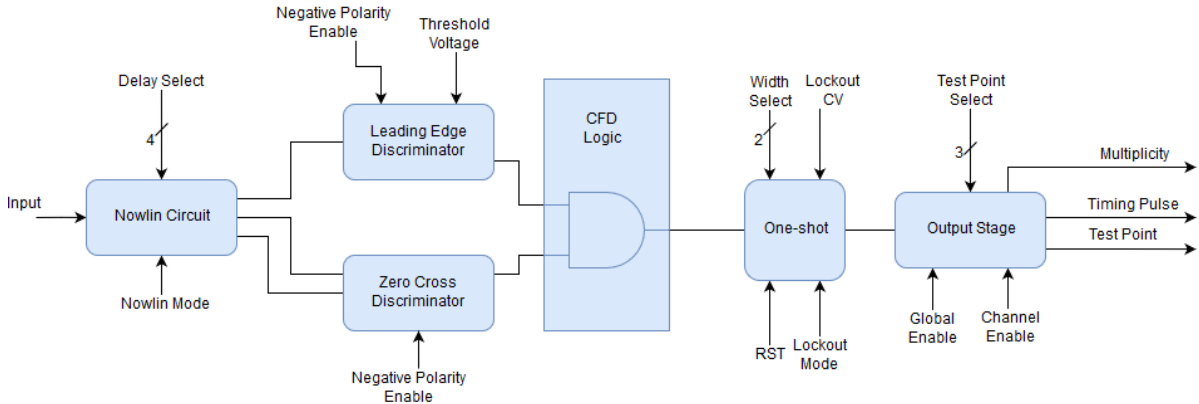 Negative Polarity
Enable
Threshold
Voltage
Delay Select
4
Input
Nowlin Circuit
Nowlin Mode
Leading Edge
Discriminator
Zero Cross
Discriminator
Negative Polarity
Enable
CFD
Logic
Width
Select
2
Lockout
CV
One-shot
RST
Lockout
Mode
Test Point
Select
3
Output Stage
Global
Enable
Channel
Enable
Multiplicity
Timing Pulse
Test Point